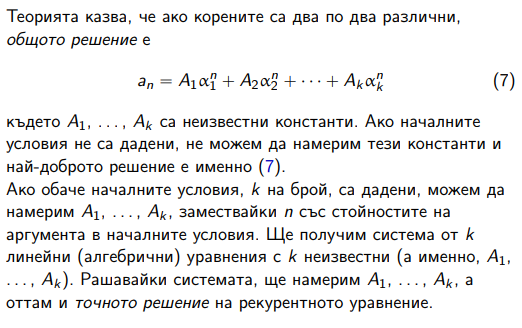 Теорията казва, че ако корените са два по два различни,
общото решение е
aₙ = A₁α₁ⁿ + A₂α₂ⁿ + ··· + Aₖαₖⁿ (7)
където A₁, ..., Aₖ са неизвестни константи. Ако началните
условия не са дадени, не можем да намерим тези константи и
най-доброто решение е именно (7).
Ако обаче началните условия, k на брой, са дадени, можем да
намерим A₁, ..., Aₖ, замествайки n със стойностите на
аргумента в началните условия. Ще получим система от k
линейни (алгебрични) уравнения с k неизвестни (а именно, A₁,
..., Aₖ). Рашавайки системата, ще намерим A₁, ..., Aₖ, а
оттам и точното решение на рекурентното уравнение.